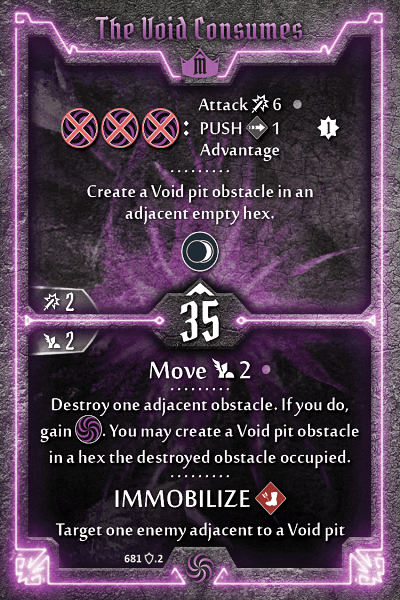 The Void Consumes
M
Attack 6
: PUSH 1 1
Advantage
Create a Void pit obstacle in an
adjacent empty hex.
2
35
2
Move 2
Destroy one adjacent obstacle. If you do,
gain . You may create a Void pit obstacle
in a hex the destroyed obstacle occupied.
IMMOBILIZE
Target one enemy adjacent to a Void pit
681 .2